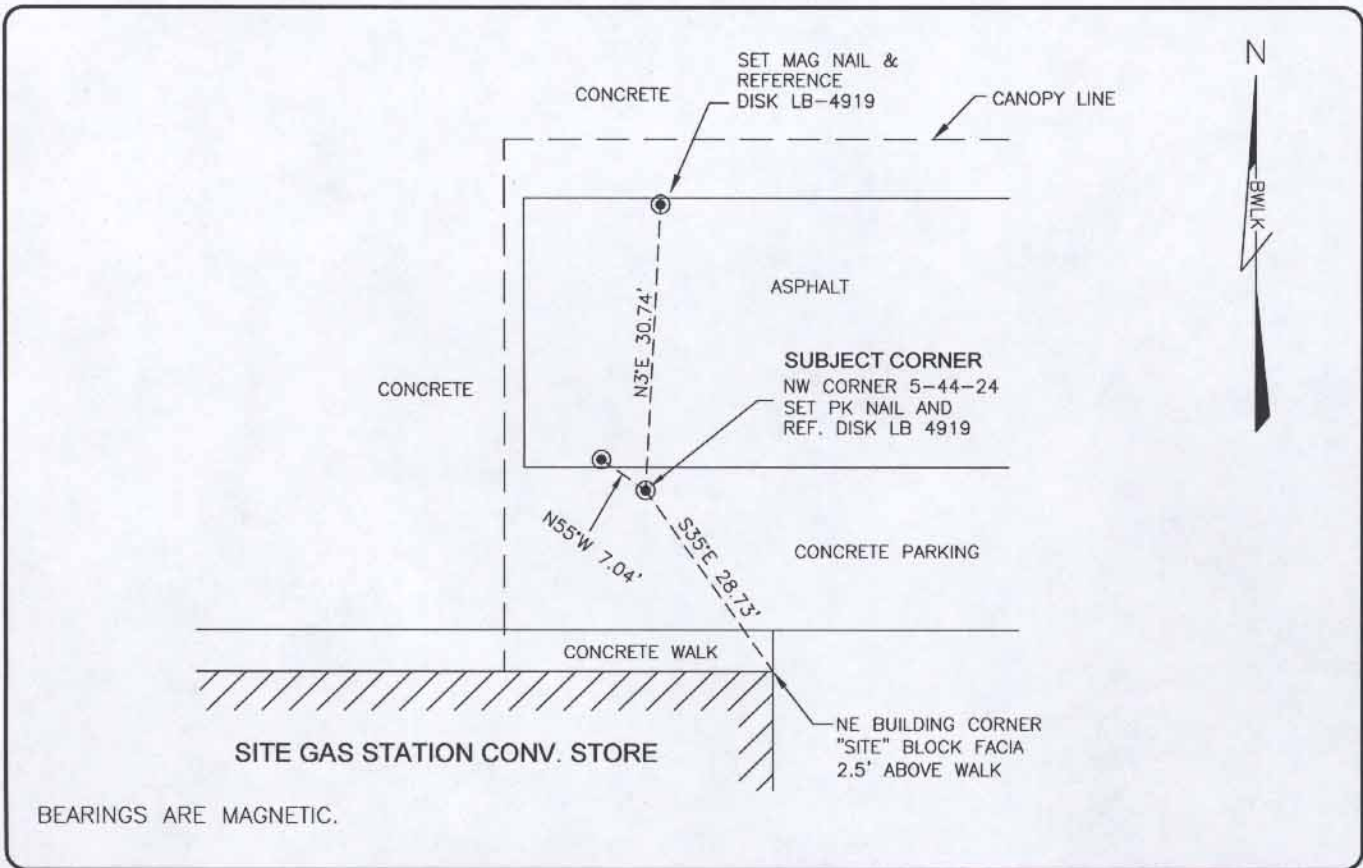 SET MAG NAIL &
REFERENCE
DISK LB-4919
CONCRETE
CANOPY LINE
N
BWLK
ASPHALT
N3°E 30.74'
SUBJECT CORNER
NW CORNER 5-44-24
SET PK NAIL AND
REF. DISK LB 4919
CONCRETE
N55°W 7.04'
S35°E 28.73'
CONCRETE PARKING
CONCRETE WALK
NE BUILDING CORNER
"SITE" BLOCK FACIA
2.5' ABOVE WALK
SITE GAS STATION CONV. STORE
BEARINGS ARE MAGNETIC.